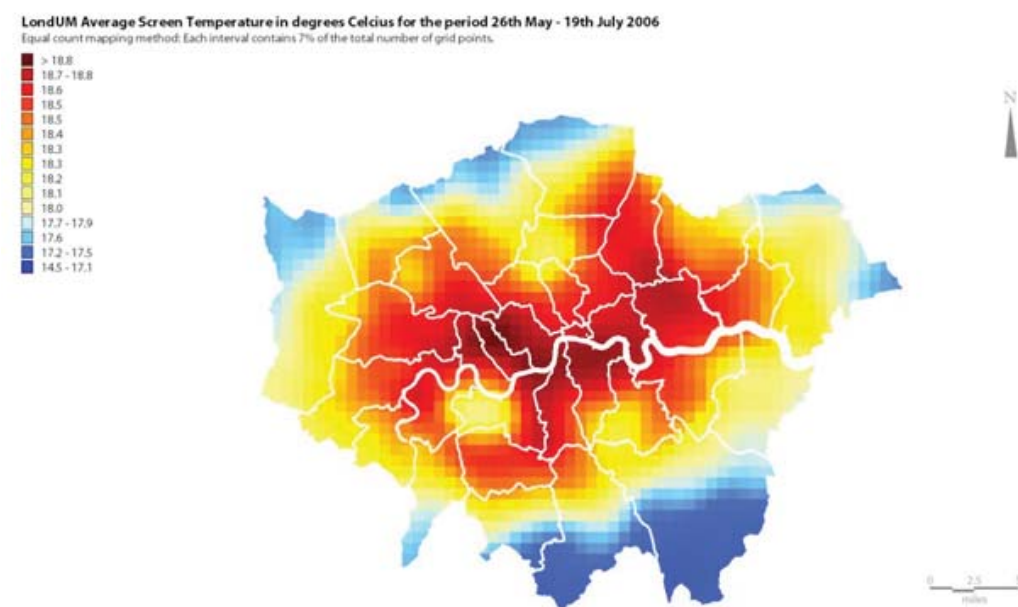 LondUM Average Screen Temperature in degrees Celcius for the period 26th May - 19th July 2006
Equal count mapping method: Each interval contains 7% of the total number of grid points.
> 18.8
18.7 - 18.8
18.6
18.5
18.5
18.4
18.3
18.3
18.2
18.1
18.0
17.7 - 17.9
17.6
17.2 - 17.5
14.5 - 17.1
N
0 2.5
miles